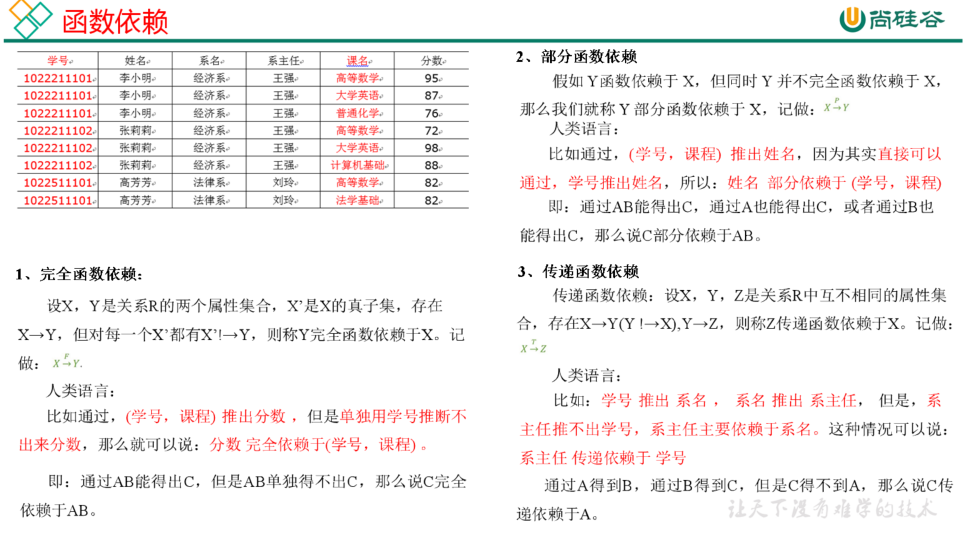 函数依赖
尚硅谷
学号 姓名 系名 系主任 课名 分数
1022211101 李小明 经济系 王强 高等数学 95
1022211101 李小明 经济系 王强 大学英语 87
1022211101 李小明 经济系 王强 普通化学 76
1022211102 张莉莉 经济系 王强 高等数学 72
1022211102 张莉莉 经济系 王强 大学英语 98
1022211102 张莉莉 经济系 王强 计算机基础 88
1022511101 高芳芳 法律系 刘玲 高等数学 82
1022511101 高芳芳 法律系 刘玲 法学基础 82
1、完全函数依赖：
设X，Y是关系R的两个属性集合，X’是X的真子集，存在
X→Y，但对每一个X’都有X’!→Y，则称Y完全函数依赖于X。记
做： X F→ Y.
人类语言：
比如通过，(学号，课程) 推出分数 ，但是单独用学号推断不
出来分数，那么就可以说：分数 完全依赖于(学号，课程) 。
即：通过AB能得出C，但是AB单独得不出C，那么说C完全
依赖于AB。
2、部分函数依赖
假如 Y函数依赖于 X，但同时 Y 并不完全函数依赖于 X，
那么我们就称 Y 部分函数依赖于 X，记做： X P→ Y
人类语言：
比如通过，(学号，课程) 推出姓名，因为其实直接可以
通过，学号推出姓名，所以：姓名 部分依赖于 (学号，课程)
即：通过AB能得出C，通过A也能得出C，或者通过B也
能得出C，那么说C部分依赖于AB。
3、传递函数依赖
传递函数依赖：设X，Y，Z是关系R中互不相同的属性集
合，存在X→Y(Y !→X),Y→Z，则称Z传递函数依赖于X。记做：
X T→ Z
人类语言：
比如：学号 推出 系名 ， 系名 推出 系主任， 但是，系
主任推不出学号，系主任主要依赖于系名。这种情况可以说：
系主任 传递依赖于 学号
通过A得到B，通过B得到C，但是C得不到A，那么说C传
递依赖于A。
让天下没有难学的技术